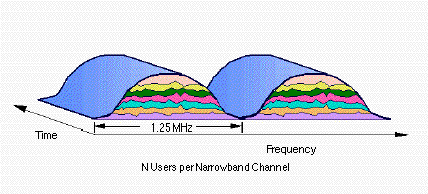 1.25 MHz
Time
Frequency
N Users per Narrowband Channel